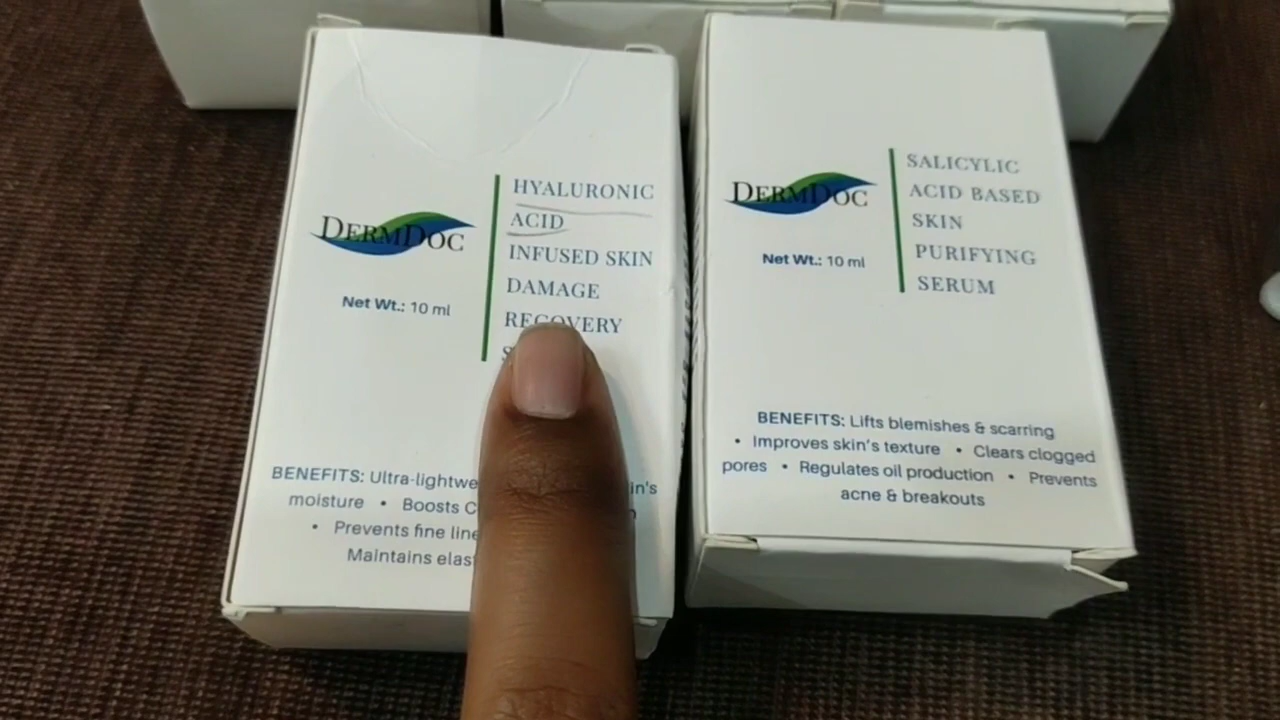 DERMDOC
Net Wt.: 10 ml
HYALURONIC
ACID
INFUSED SKIN
DAMAGE
RECOVERY
BENEFITS: Ultra-lightwe in's
moisture • Boosts C
• Prevents fine line
Maintains elas
DERMDOC
Net Wt.: 10 ml
SALICYLIC
ACID BASED
SKIN
PURIFYING
SERUM
BENEFITS: Lifts blemishes & scarring
• Improves skin's texture • Clears clogged
pores • Regulates oil production • Prevents
acne & breakouts